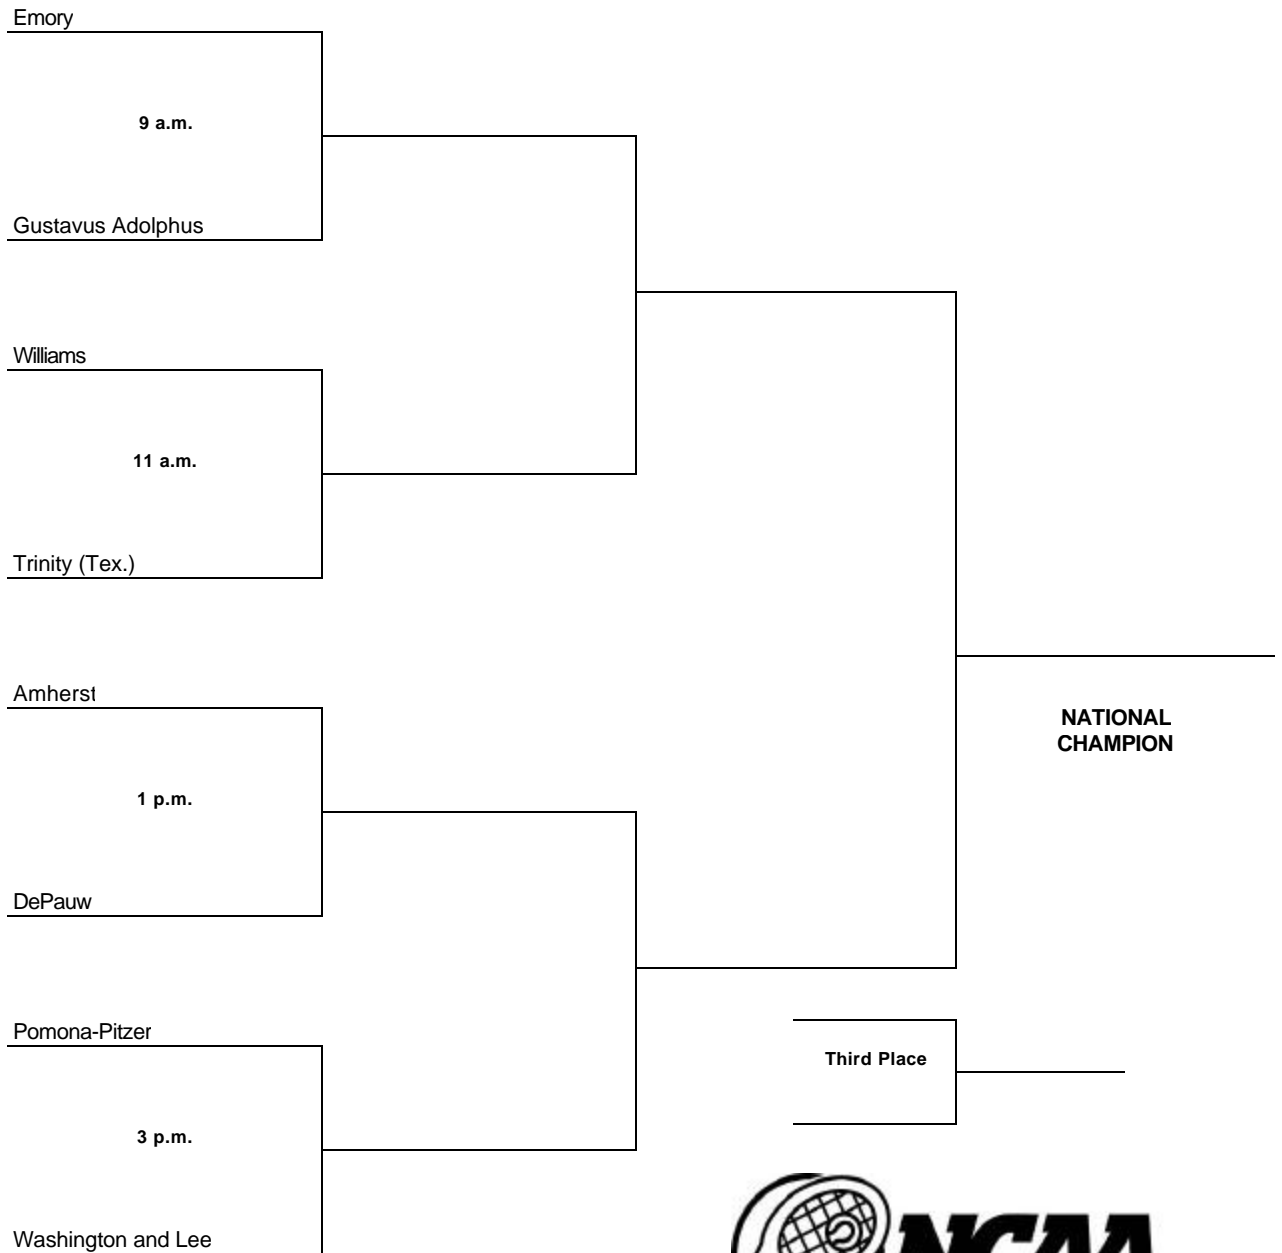 Emory
9 a.m.
Gustavus Adolphus
Williams
11 a.m.
Trinity (Tex.)
Amherst
NATIONAL
CHAMPION
1 p.m.
DePauw
Pomona-Pitzer
Third Place
3 p.m.
Washington and Lee
NCAA